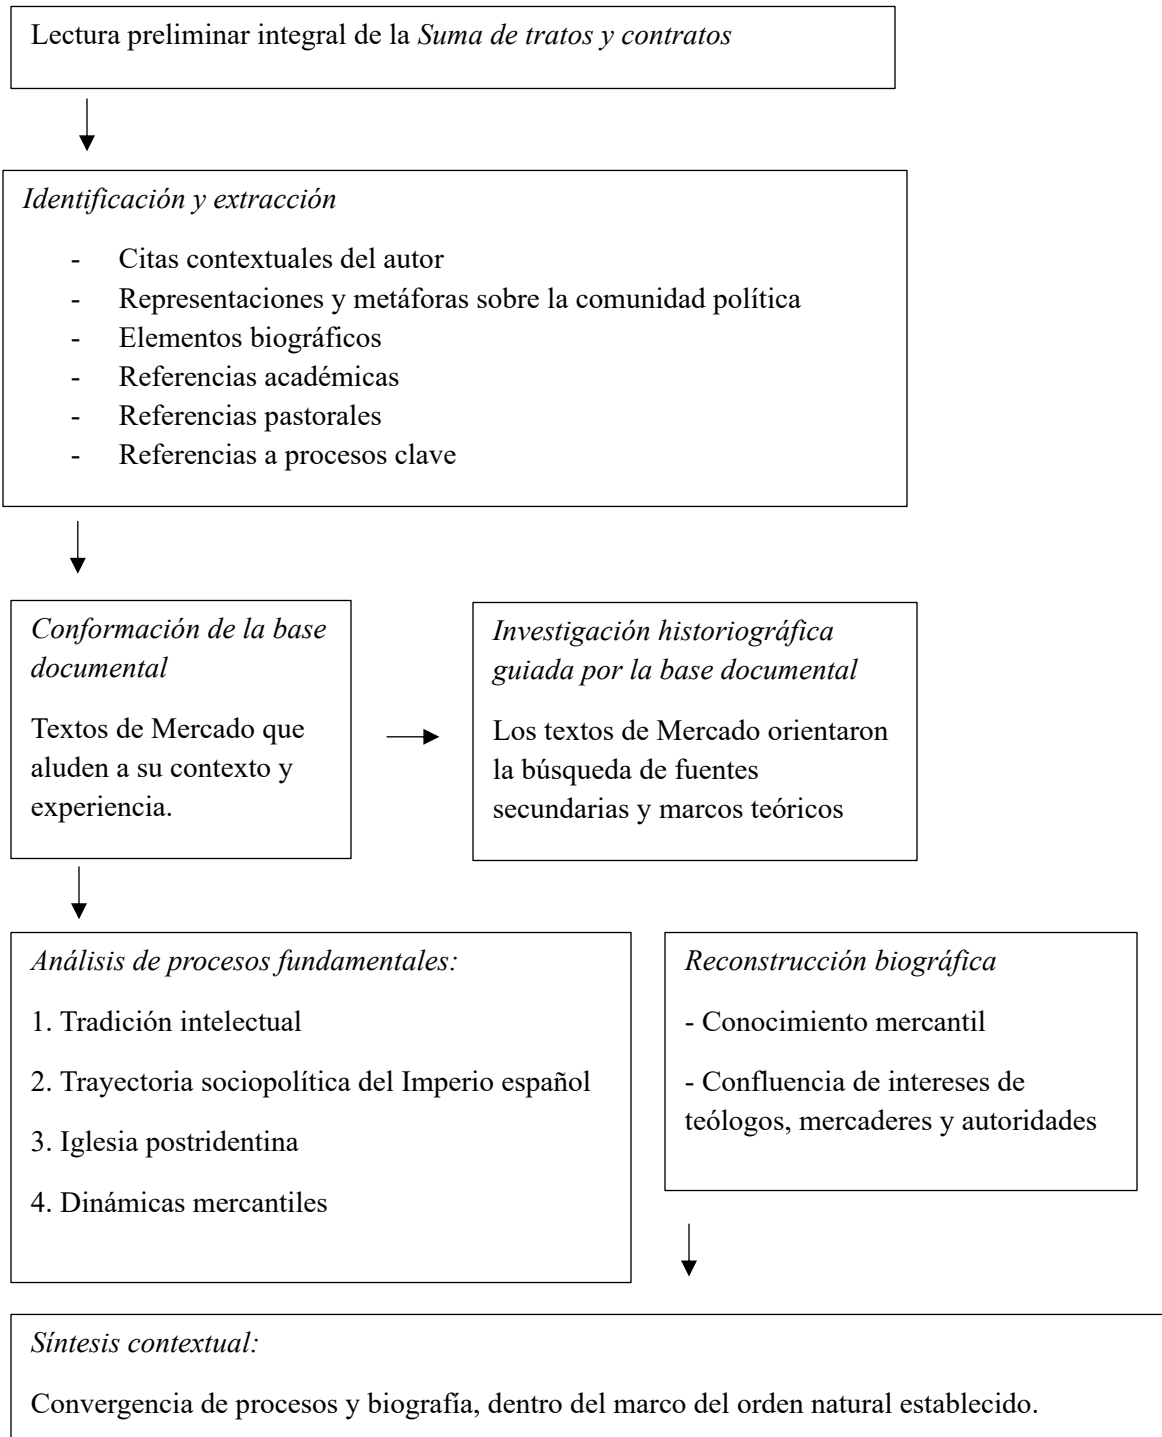 Lectura preliminar integral de la Suma de tratos y contratos
Identificación y extracción
- Citas contextuales del autor
- Representaciones y metáforas sobre la comunidad política
- Elementos biográficos
- Referencias académicas
- Referencias pastorales
- Referencias a procesos clave
Conformación de la base
documental
Textos de Mercado que
aluden a su contexto y
experiencia.
Investigación historiográfica
guiada por la base documental
Los textos de Mercado orientaron
la búsqueda de fuentes
secundarias y marcos teóricos
Análisis de procesos fundamentales:
1. Tradición intelectual
2. Trayectoria sociopolítica del Imperio español
3. Iglesia postridentina
4. Dinámicas mercantiles
Reconstrucción biográfica
- Conocimiento mercantil
- Confluencia de intereses de
teólogos, mercaderes y autoridades
Síntesis contextual:
Convergencia de procesos y biografía, dentro del marco del orden natural establecido.